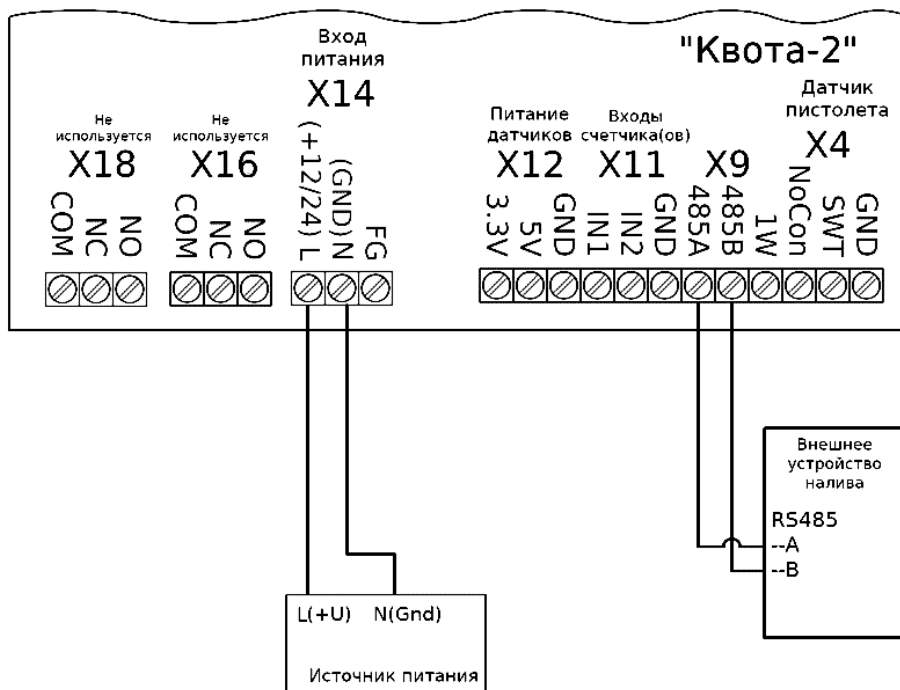 "Квота-2"
Вход
питания
X14
Не
используется
X18
Не
используется
X16
Питание
датчиков
X12
Входы
счетчика(ов)
X11
X9
Датчик
пистолета
X4
COM
NC
NO
COM
NC
NO
(+12/24) L
(GND) N
FG
3.3V
5V
GND
IN1
IN2
GND
485A
485B
1W
NoCon
SWT
GND
Внешнее
устройство
налива
RS485
--A
--B
L(+U) N(Gnd)
Источник питания